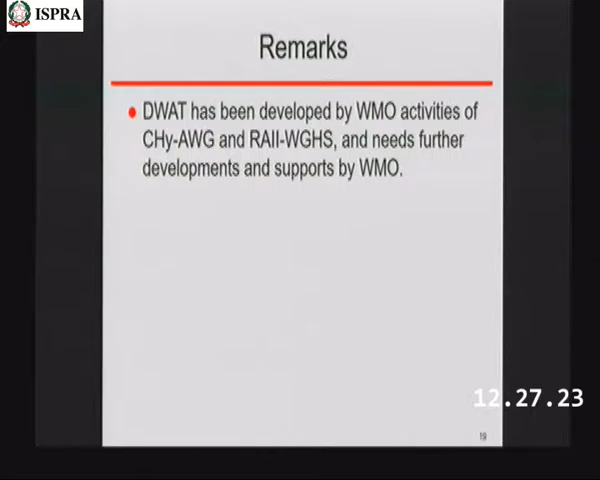 ISPRA
Remarks
DWAT has been developed by WMO activities of
CHy-AWG and RAII-WGHS, and needs further
developments and supports by WMO.
12.27.23
19